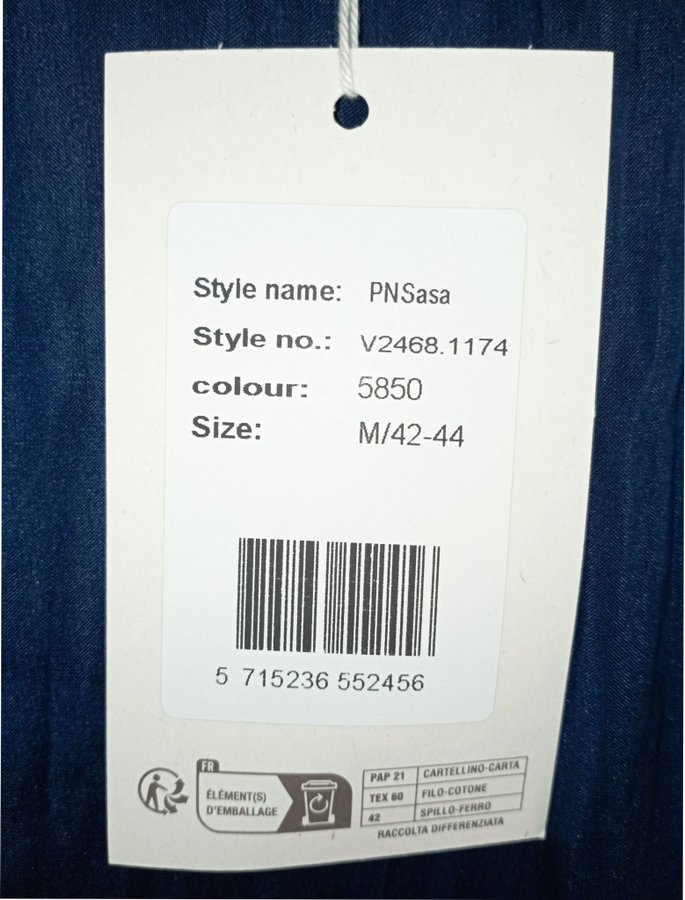 Style name: PNSasa
Style no.: V2468.1174
colour: 5850
Size: M/42-44
5 715236 552456
FR
ÉLÉMENT(S)
D'EMBALLAGE
PAP 21 CARTELLINO-CARTA
TEX 60 FILO-COTONE
42 SPILLO-FERRO
RACCOLTA DIFFERENZIATA